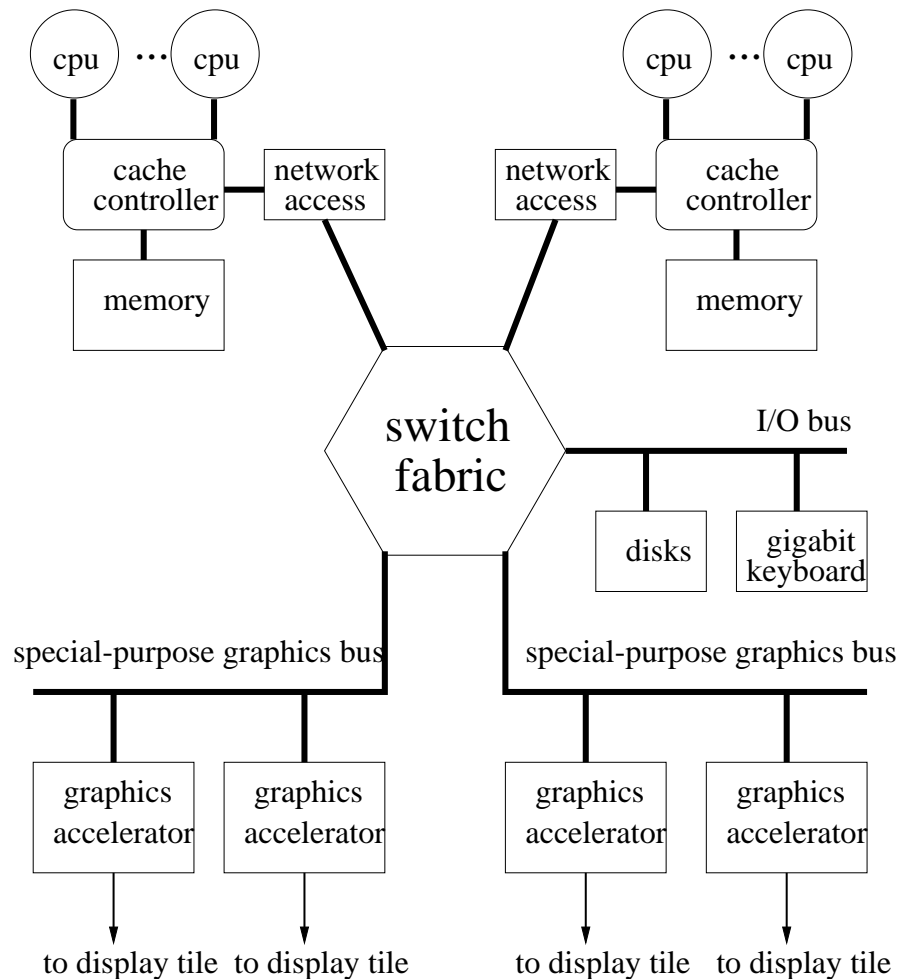 cpu ... cpu
cpu ... cpu
cache
controller
network
access
network
access
cache
controller
memory
memory
switch
fabric
I/O bus
disks
gigabit
keyboard
special-purpose graphics bus
special-purpose graphics bus
graphics
accelerator
graphics
accelerator
graphics
accelerator
graphics
accelerator
to display tile
to display tile
to display tile
to display tile